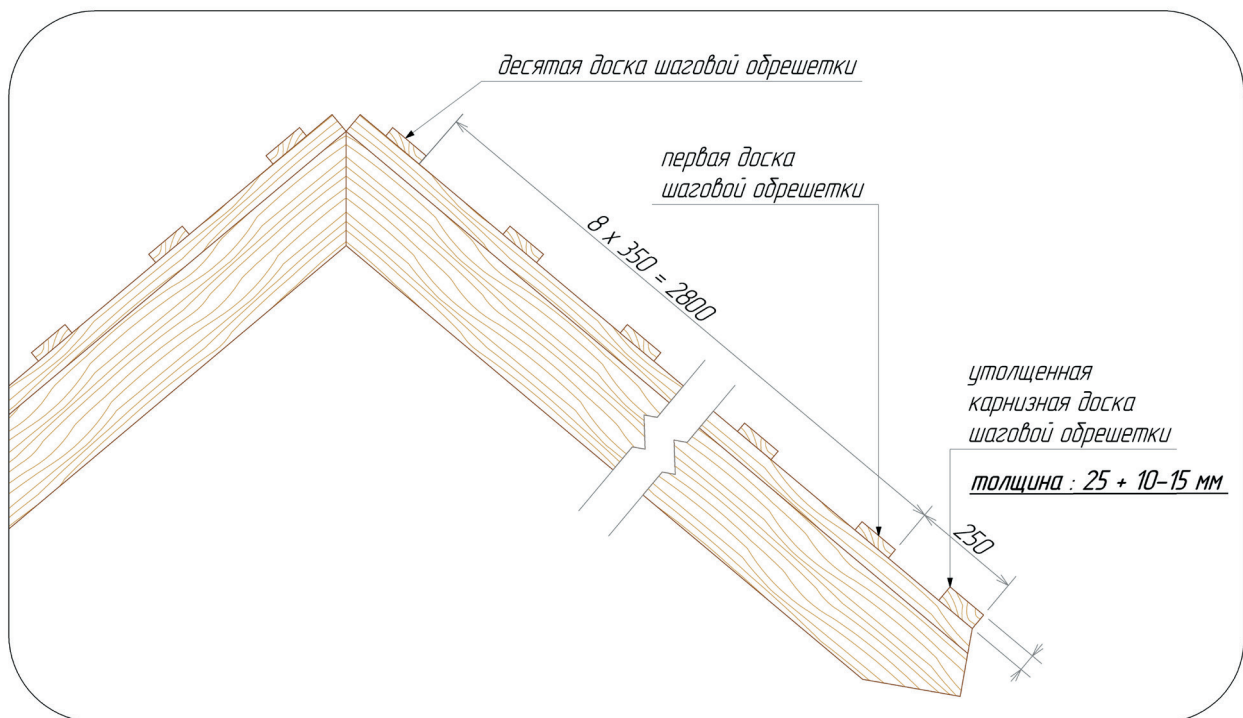 десятая доска шаговой обрешетки
первая доска
шаговой обрешетки
8 x 350 = 2800
утолщенная
карнизная доска
шаговой обрешетки
толщина : 25 + 10-15 мм
250